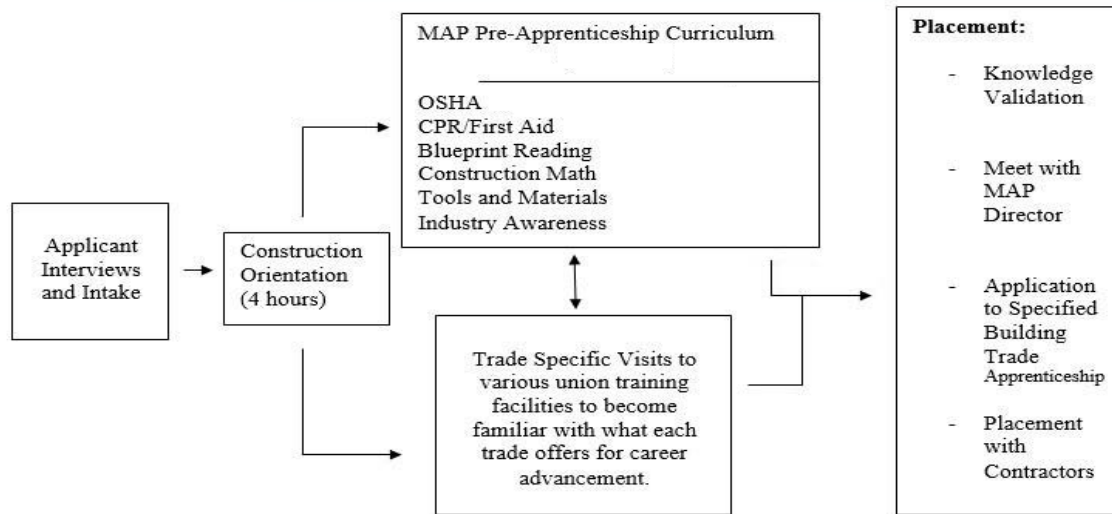 Applicant
Interviews
and Intake
Construction
Orientation
(4 hours)
MAP Pre-Apprenticeship Curriculum
OSHA
CPR/First Aid
Blueprint Reading
Construction Math
Tools and Materials
Industry Awareness
Trade Specific Visits to
various union training
facilities to become
familiar with what each
trade offers for career
advancement.
Placement:
- Knowledge
Validation
- Meet with
MAP
Director
- Application
to Specified
Building
Trade
Apprenticeship
- Placement
with
Contractors